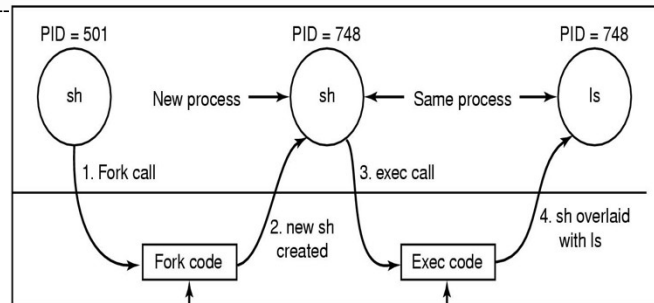 PID = 501
PID = 748
PID = 748
sh
New process
sh
Same process
ls
1. Fork call
3. exec call
2. new sh
created
4. sh overlaid
with ls
Fork code
Exec code